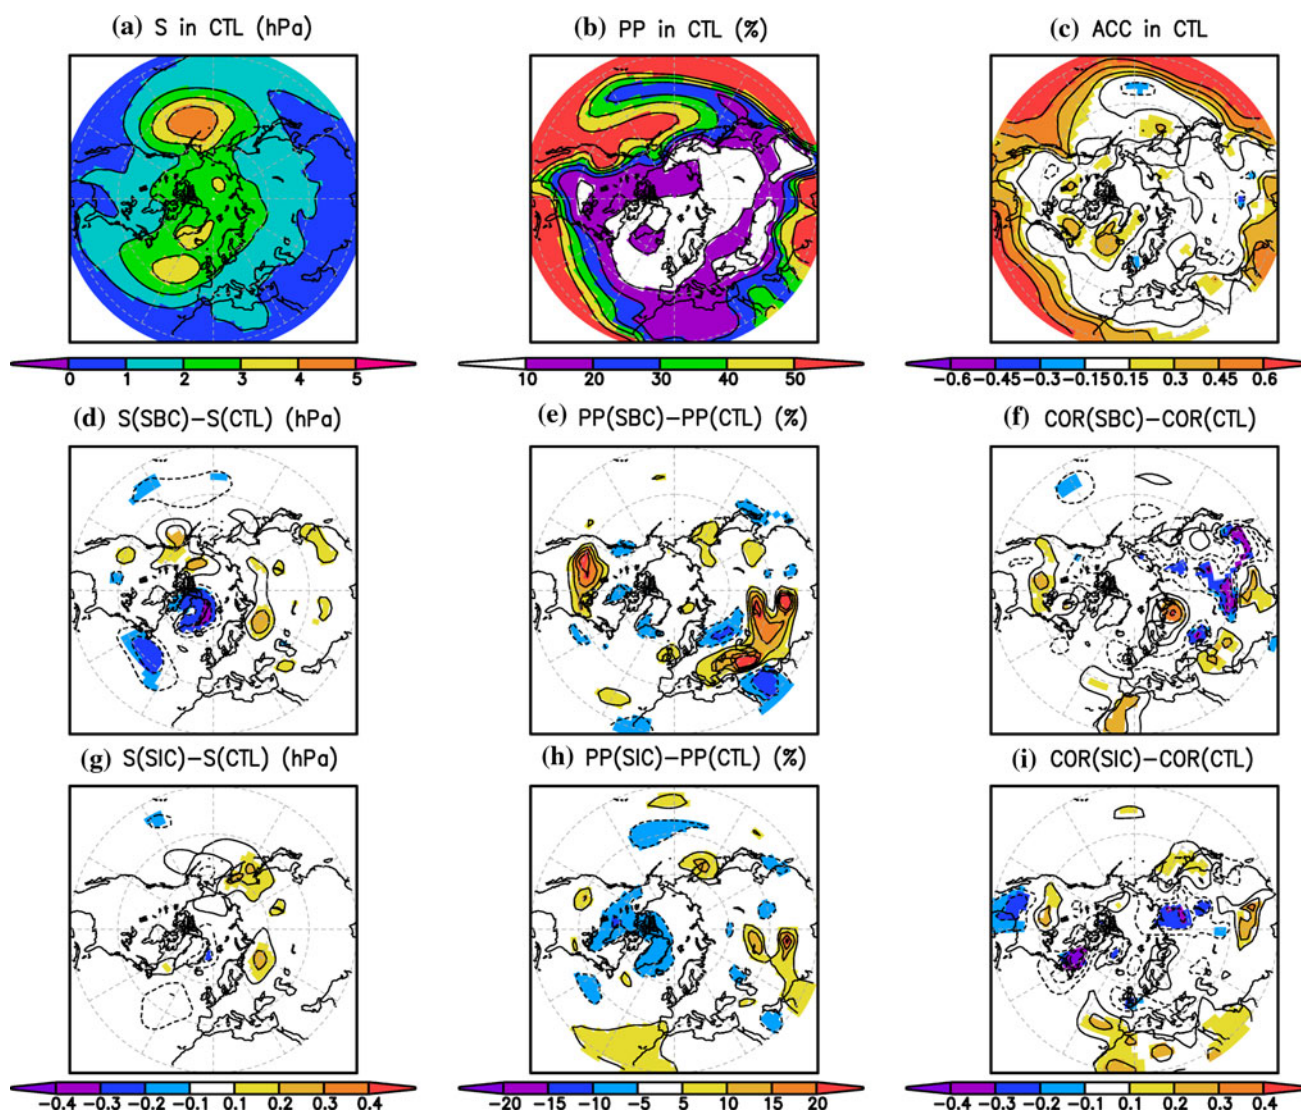 (a) S in CTL (hPa)
(b) PP in CTL (%)
(c) ACC in CTL
0 1 2 3 4 5
10 20 30 40 50
-0.6 -0.45 -0.3 -0.15 0.15 0.3 0.45 0.6
(d) S(SBC)-S(CTL) (hPa)
(e) PP(SBC)-PP(CTL) (%)
(f) COR(SBC)-COR(CTL)
(g) S(SIC)-S(CTL) (hPa)
(h) PP(SIC)-PP(CTL) (%)
(i) COR(SIC)-COR(CTL)
-0.4 -0.3 -0.2 -0.1 0.1 0.2 0.3 0.4
-20 -15 -10 -5 5 10 15 20
-0.4 -0.3 -0.2 -0.1 0.1 0.2 0.3 0.4